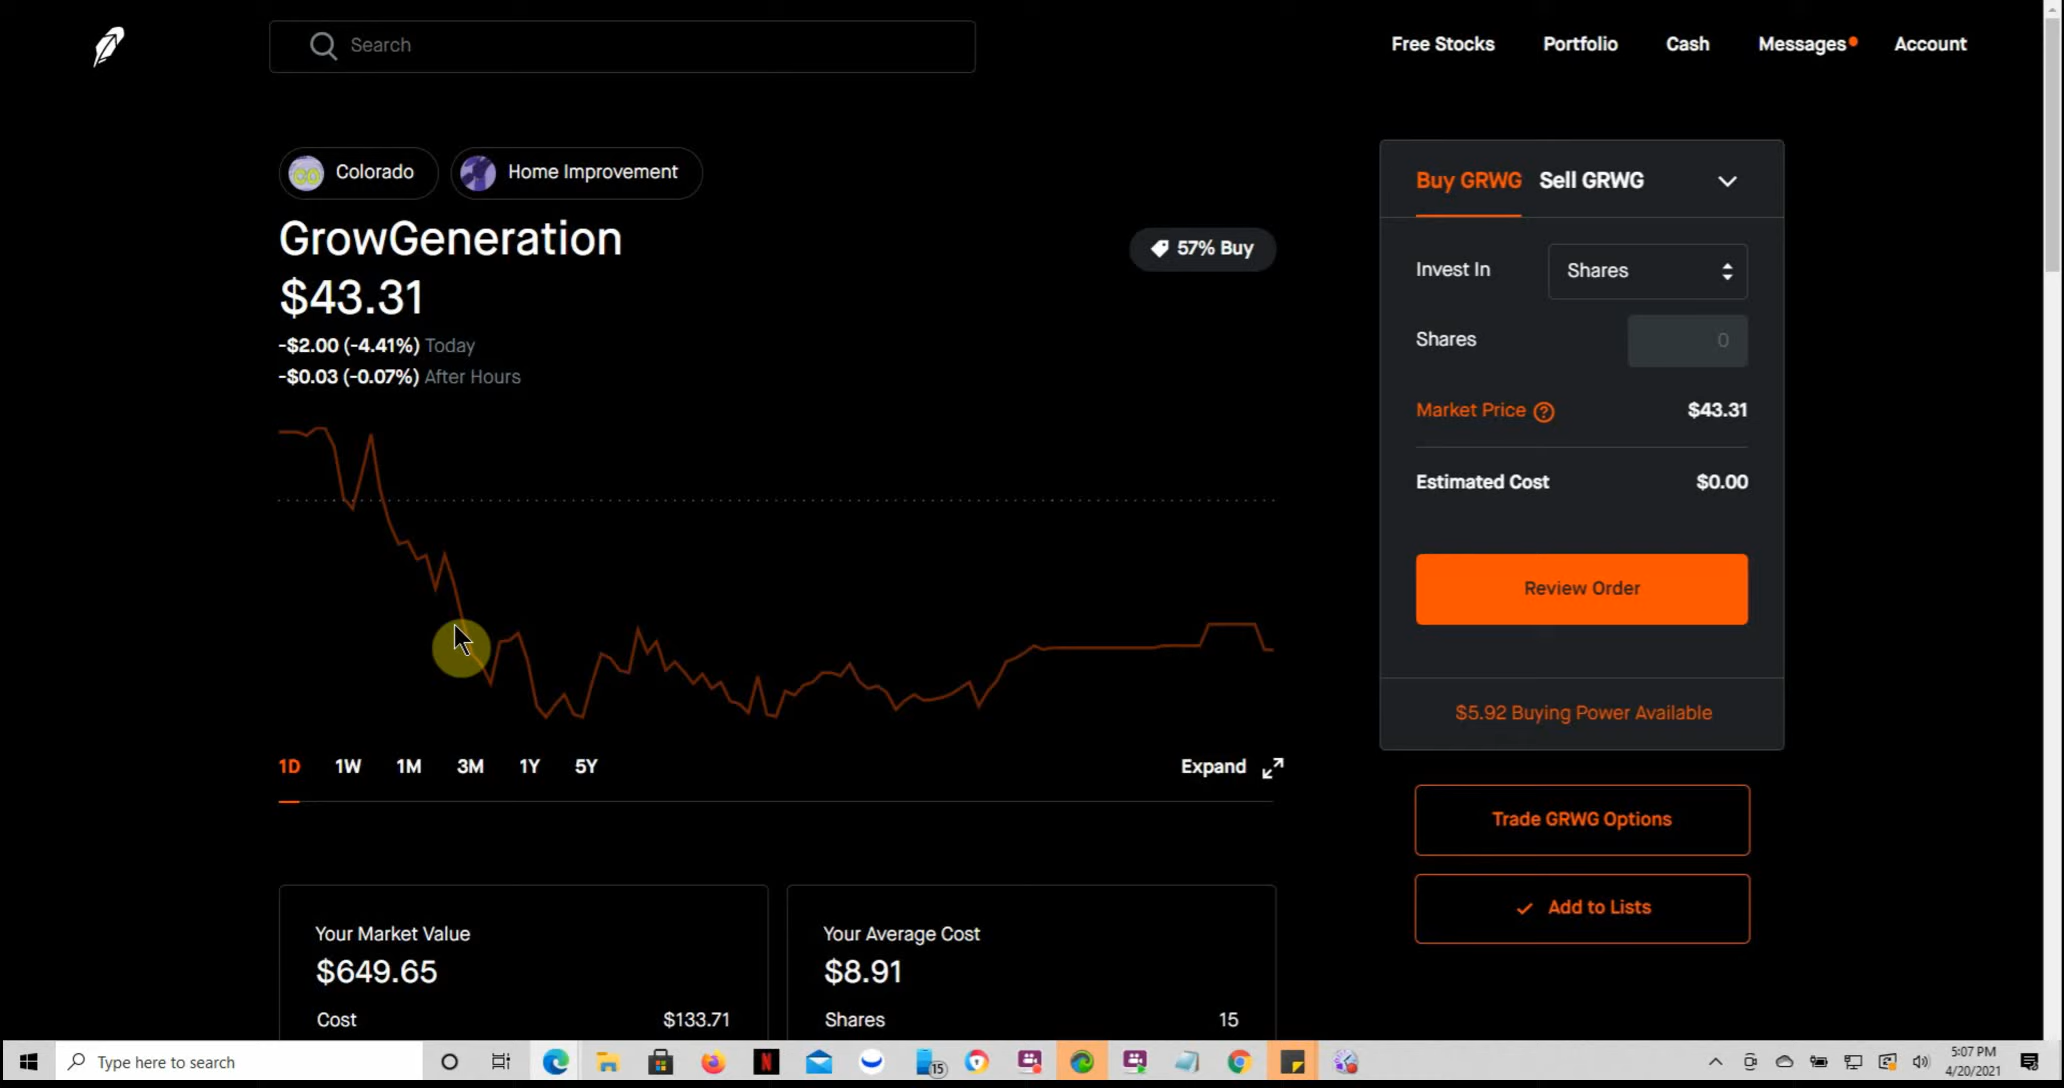 Search
Free Stocks
Portfolio
Cash
Messages
Account
Colorado
Home Improvement
GrowGeneration
57% Buy
$43.31
-$2.00 (-4.41%) Today
-$0.03 (-0.07%) After Hours
1D 1W 1M 3M 1Y 5Y
Expand
Your Market Value
$649.65
Cost $133.71
Your Average Cost
$8.91
Shares 15
Buy GRWG Sell GRWG
Invest In Shares
Shares 0
Market Price ? $43.31
Estimated Cost $0.00
Review Order
$5.92 Buying Power Available
Trade GRWG Options
Add to Lists
Type here to search
15
5:07 PM
4/20/2021